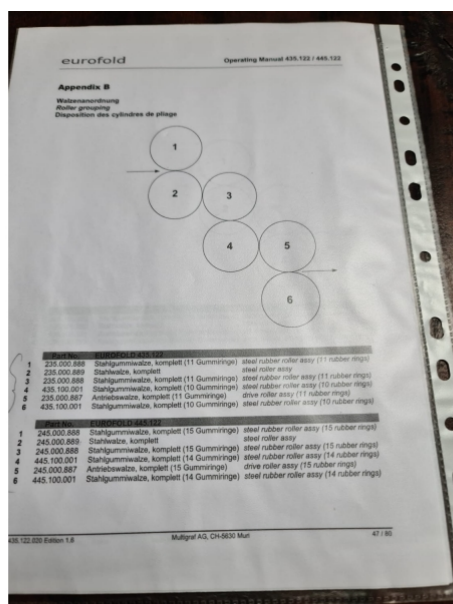 eurofold Operating Manual 435.122 / 445.122
Appendix B
Walzenanordnung
Roller grouping
Disposition des cylindres de pliage
1
2
3
4
5
6
Part No. EUROFOLD 435.122
1 235.000.888 Stahlgummiwalze, komplett (11 Gummiringe) steel rubber roller assy (11 rubber rings)
2 235.000.889 Stahlwalze, komplett steel roller assy
3 235.000.888 Stahlgummiwalze, komplett (11 Gummiringe) steel rubber roller assy (11 rubber rings)
4 435.100.001 Stahlgummiwalze, komplett (10 Gummiringe) steel rubber roller assy (10 rubber rings)
5 235.000.887 Antriebswalze, komplett (11 Gummiringe) drive roller assy (11 rubber rings)
6 435.100.001 Stahlgummiwalze, komplett (10 Gummiringe) steel rubber roller assy (10 rubber rings)
Part No. EUROFOLD 445.122
1 245.000.888 Stahlgummiwalze, komplett (15 Gummiringe) steel rubber roller assy (15 rubber rings)
2 245.000.889 Stahlwalze, komplett steel roller assy
3 245.000.888 Stahlgummiwalze, komplett (15 Gummiringe) steel rubber roller assy (15 rubber rings)
4 445.100.001 Stahlgummiwalze, komplett (14 Gummiringe) steel rubber roller assy (14 rubber rings)
5 245.000.887 Antriebswalze, komplett (15 Gummiringe) drive roller assy (15 rubber rings)
6 445.100.001 Stahlgummiwalze, komplett (14 Gummiringe) steel rubber roller assy (14 rubber rings)
435.122.020 Edition 1.6 Multigraf AG, CH-5630 Muri 47 / 50